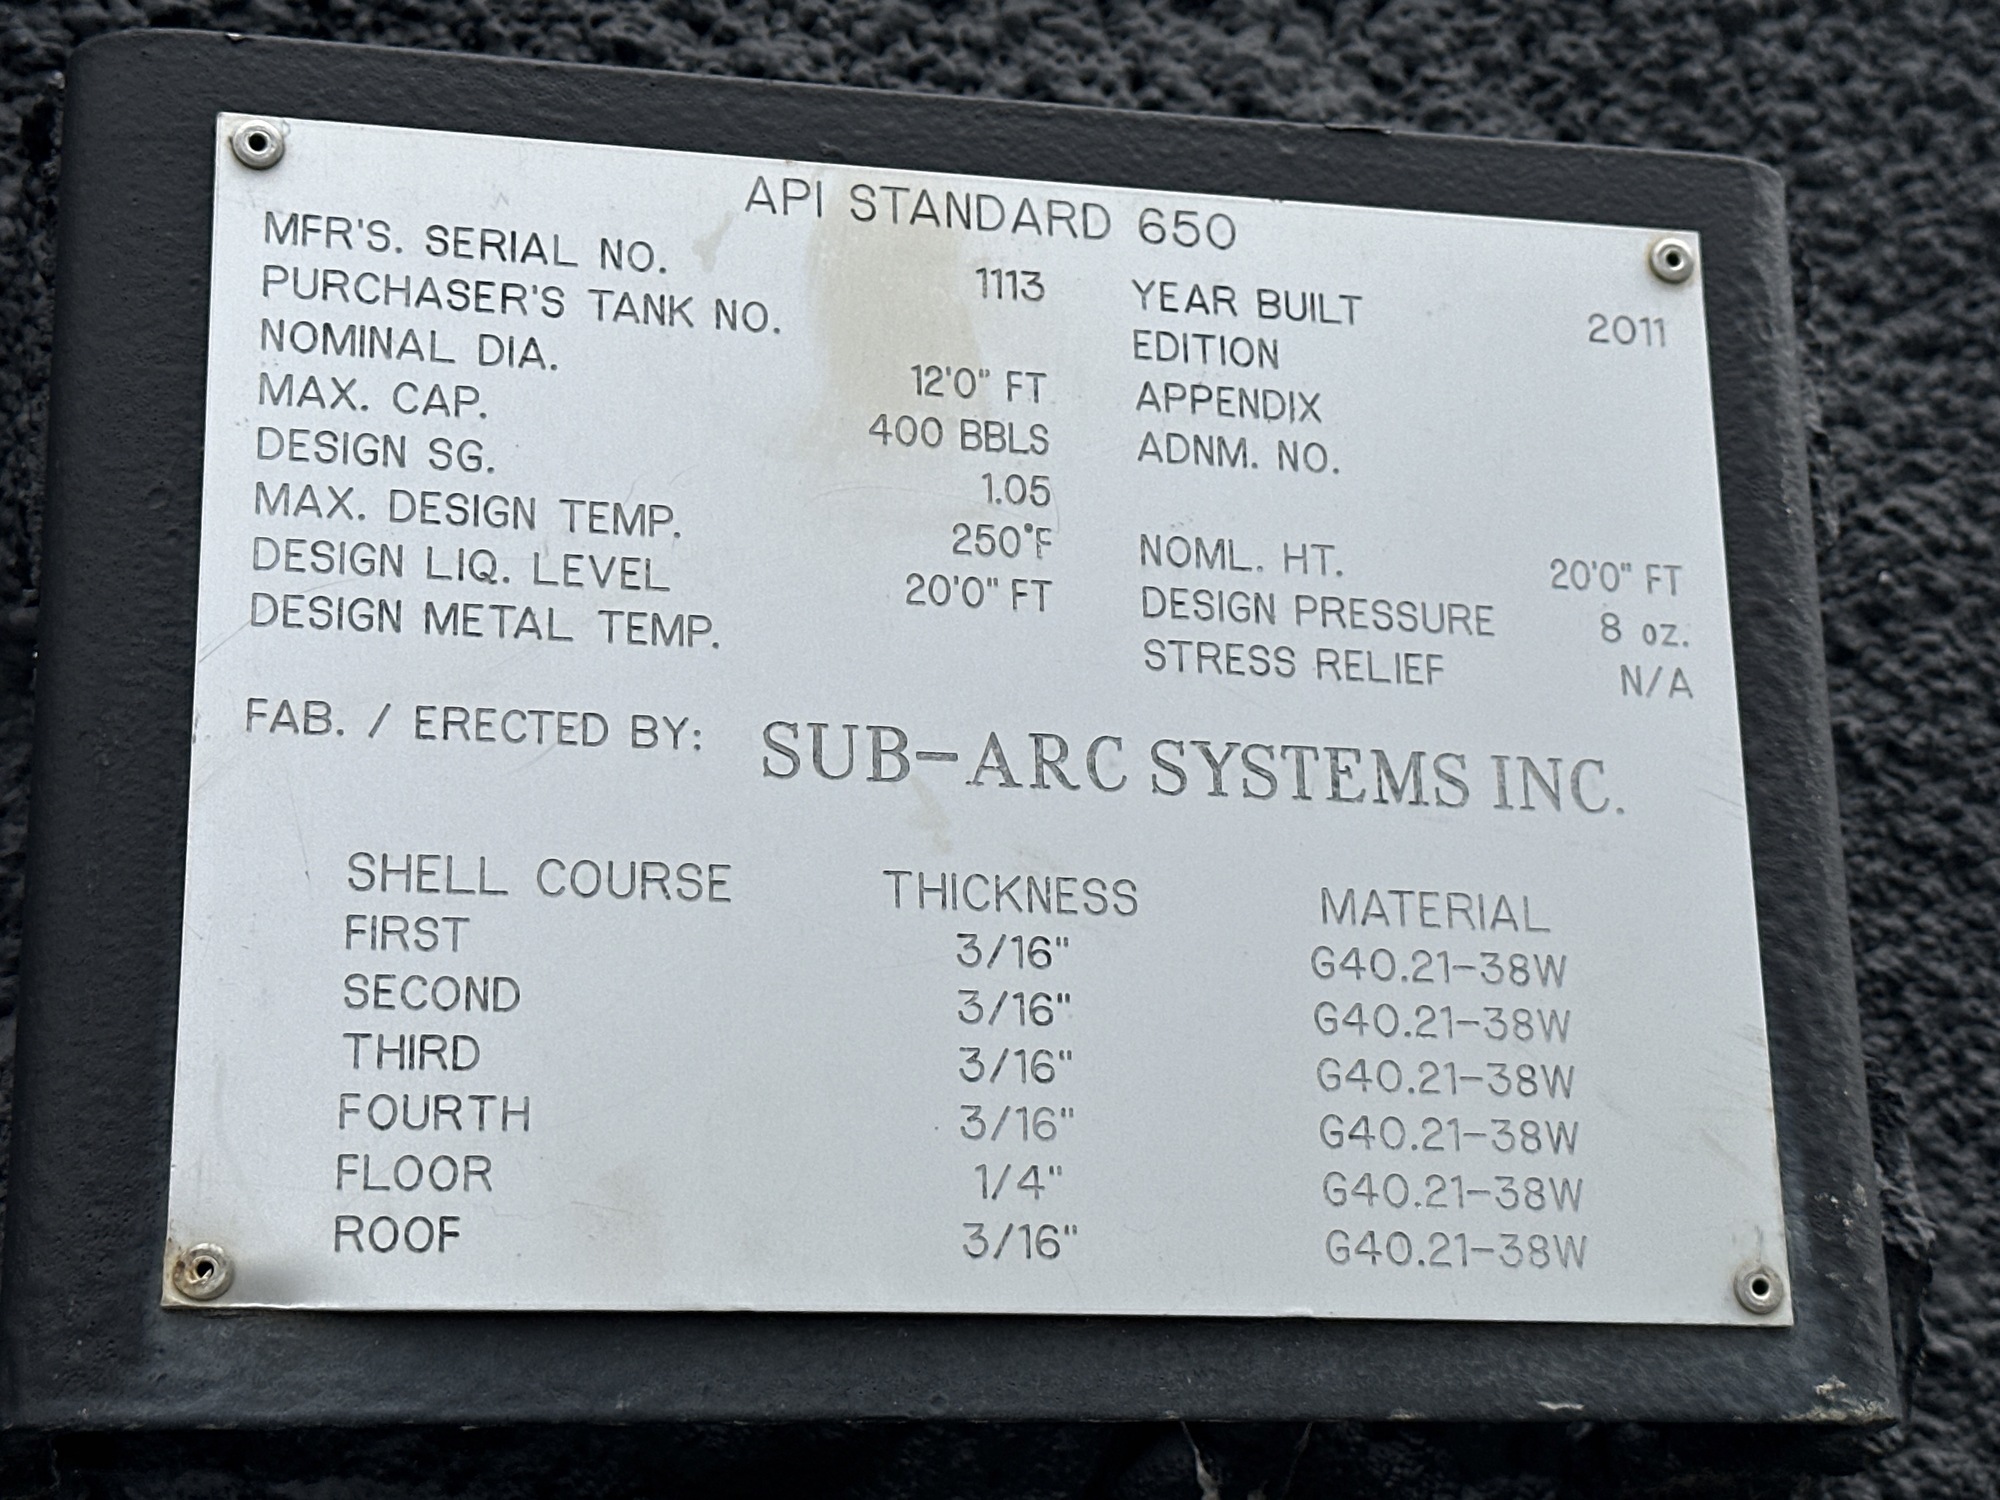 API STANDARD 650
MFR'S. SERIAL NO. 1113 YEAR BUILT 2011
PURCHASER'S TANK NO. EDITION
NOMINAL DIA. 12'0" FT APPENDIX
MAX. CAP. 400 BBLS ADNM. NO.
DESIGN SG. 1.05
MAX. DESIGN TEMP. 250°F NOML. HT. 20'0" FT
DESIGN LIQ. LEVEL 20'0" FT DESIGN PRESSURE 8 oz.
DESIGN METAL TEMP. STRESS RELIEF N/A
FAB. / ERECTED BY: SUB-ARC SYSTEMS INC.
SHELL COURSE THICKNESS MATERIAL
FIRST 3/16" G40.21-38W
SECOND 3/16" G40.21-38W
THIRD 3/16" G40.21-38W
FOURTH 3/16" G40.21-38W
FLOOR 1/4" G40.21-38W
ROOF 3/16" G40.21-38W